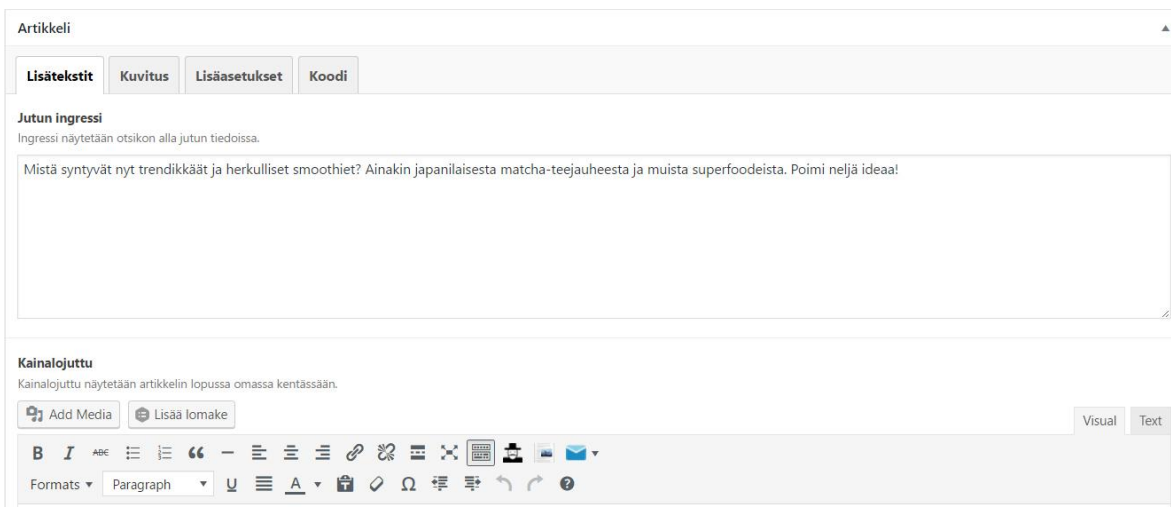 Artikkeli
Lisätekstit Kuvitus Lisäasetukset Koodi
Jutun ingressi
Ingressi näytetään otsikon alla jutun tiedoissa.
Mistä syntyvät nyt trendikkäät ja herkulliset smoothiet? Ainakin japanilaisesta matcha-teejauheesta ja muista superfoodeista. Poimi neljä ideaa!
Kainalojuttu
Kainalojuttu näytetään artikkelin lopussa omassa kentässään.
Add Media Lisää lomake Visual Text
B I ABC
Formats Paragraph U A T Ω ?